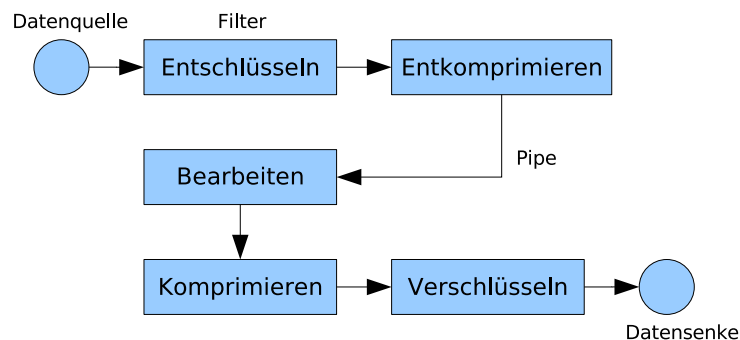 Datenquelle
Filter
Entschlüsseln
Entkomprimieren
Pipe
Bearbeiten
Komprimieren
Verschlüsseln
Datensenke